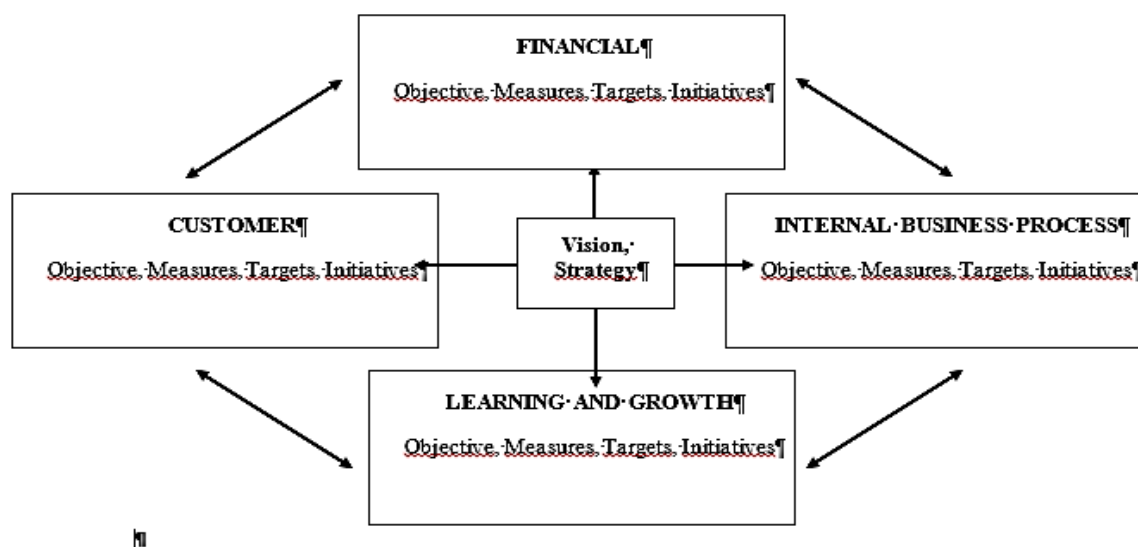 FINANCIAL¶
Objective,·Measures,·Targets,·Initiatives¶
CUSTOMER¶
Objective,·Measures,·Targets,·Initiatives¶
Vision,·
Strategy¶
INTERNAL·BUSINESS·PROCESS¶
Objective,·Measures,·Targets,·Initiatives¶
LEARNING·AND·GROWTH¶
Objective,·Measures,·Targets,·Initiatives¶
¶